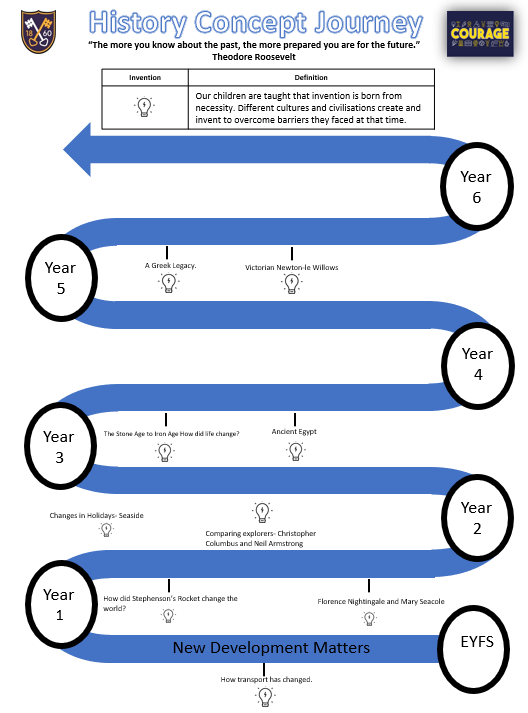 History Concept Journey
COURAGE
18 60
“The more you know about the past, the more prepared you are for the future.”
Theodore Roosevelt
Invention
Definition
Our children are taught that invention is born from
necessity. Different cultures and civilisations create and
invent to overcome barriers they faced at that time.
Year
6
A Greek Legacy.
Victorian Newton-le Willows
Year
5
Year
4
The Stone Age to Iron Age How did life change?
Ancient Egypt
Year
3
Changes in Holidays- Seaside
Comparing explorers- Christopher
Columbus and Neil Armstrong
Year
2
How did Stephenson’s Rocket change the
world?
Florence Nightingale and Mary Seacole
Year
1
New Development Matters
EYFS
How transport has changed.